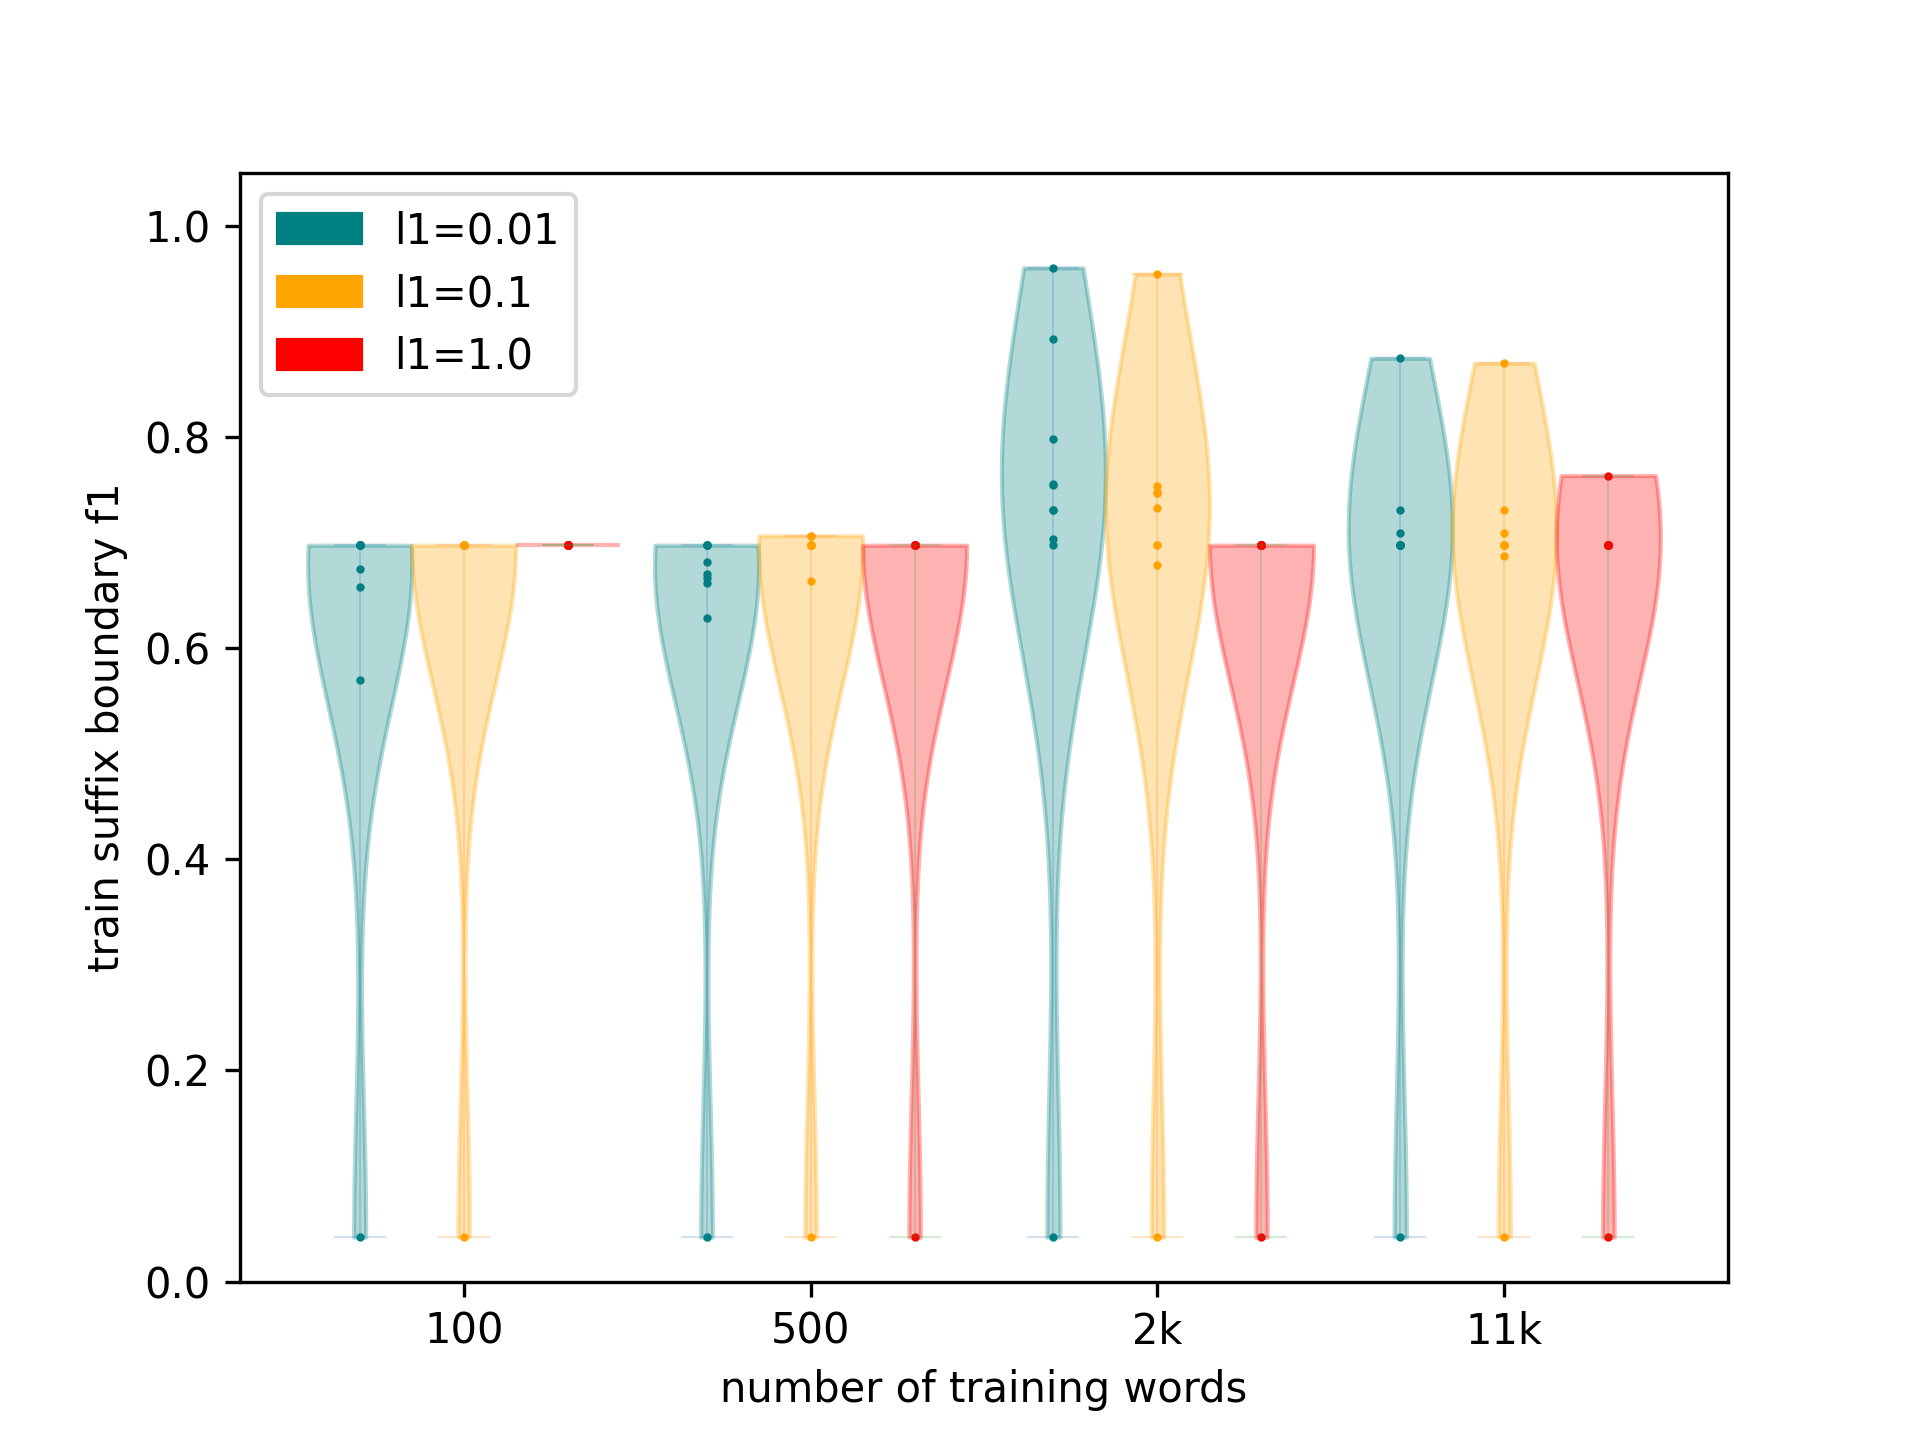 l1=0.01
l1=0.1
l1=1.0
1.0
0.8
0.6
0.4
0.2
0.0
train suffix boundary f1
100 500 2k 11k
number of training words